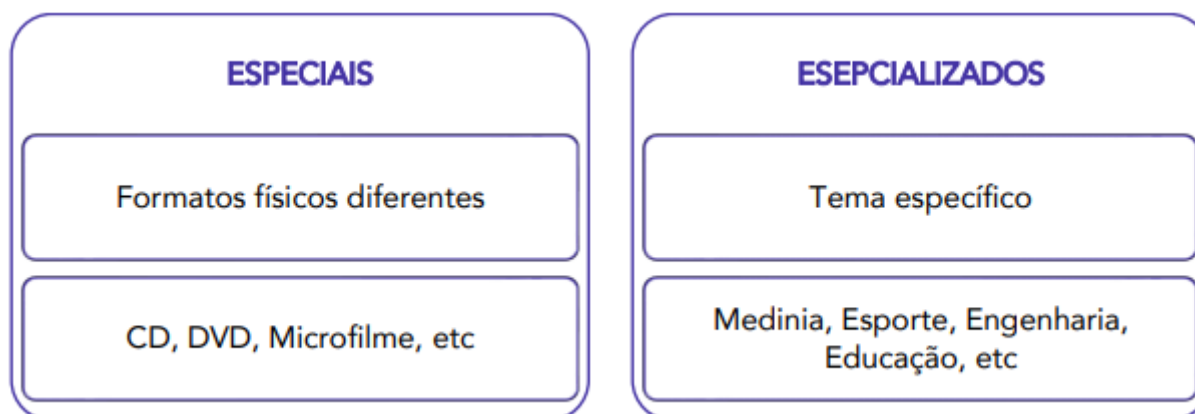 ESPECIAIS
Formatos físicos diferentes
CD, DVD, Microfilme, etc
ESEPCIALIZADOS
Tema específico
Medinia, Esporte, Engenharia,
Educação, etc